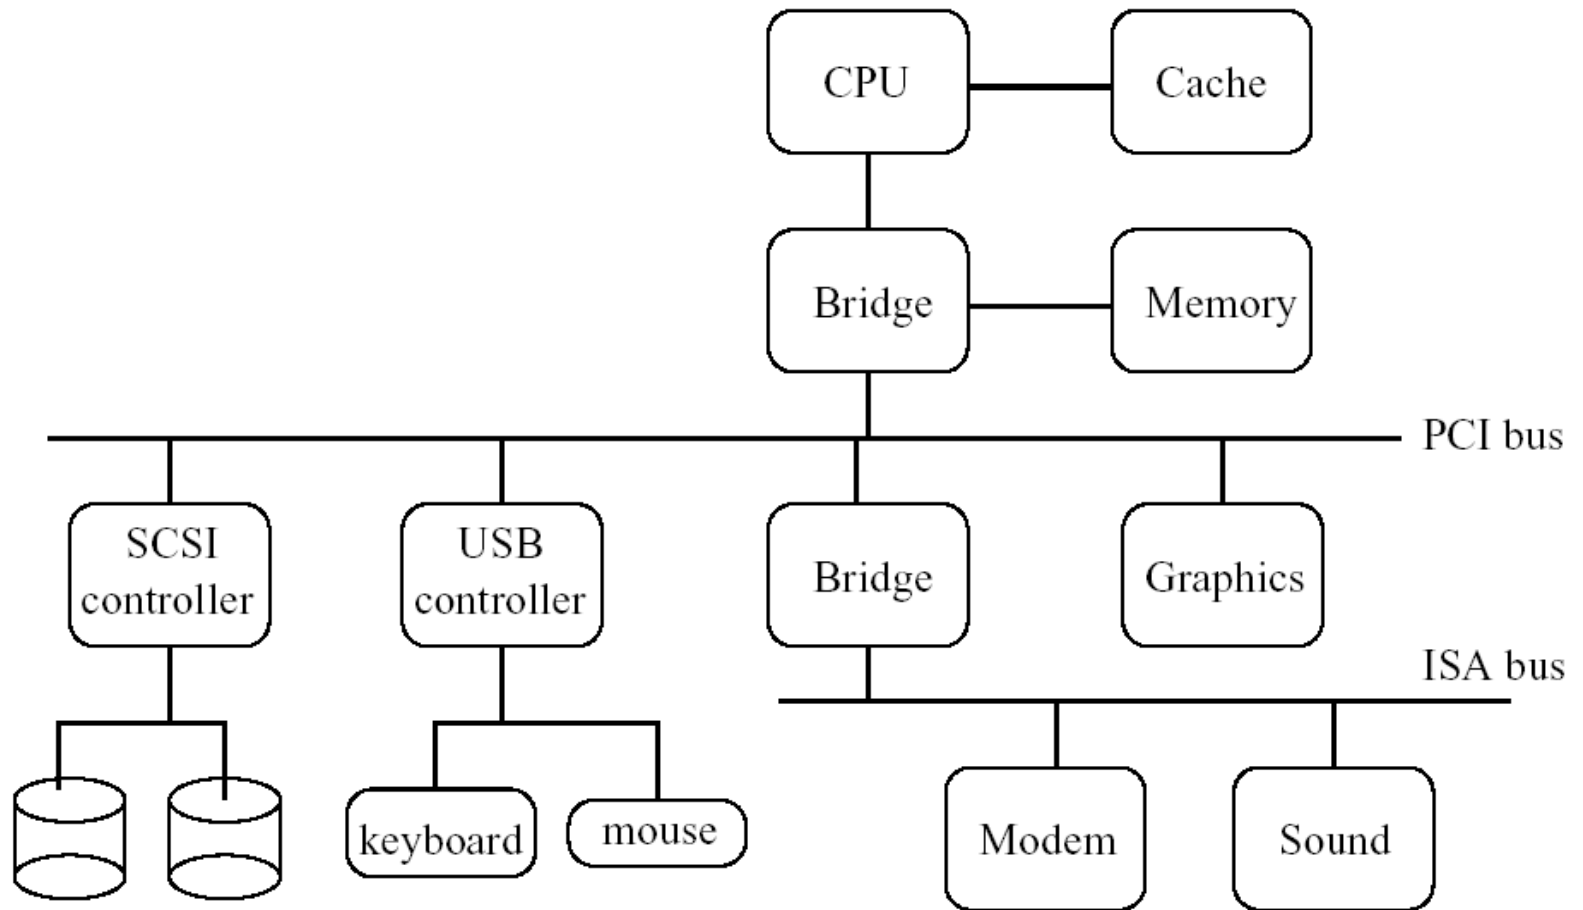 CPU
Cache
Bridge
Memory
PCI bus
SCSI
controller
USB
controller
Bridge
Graphics
ISA bus
keyboard
mouse
Modem
Sound